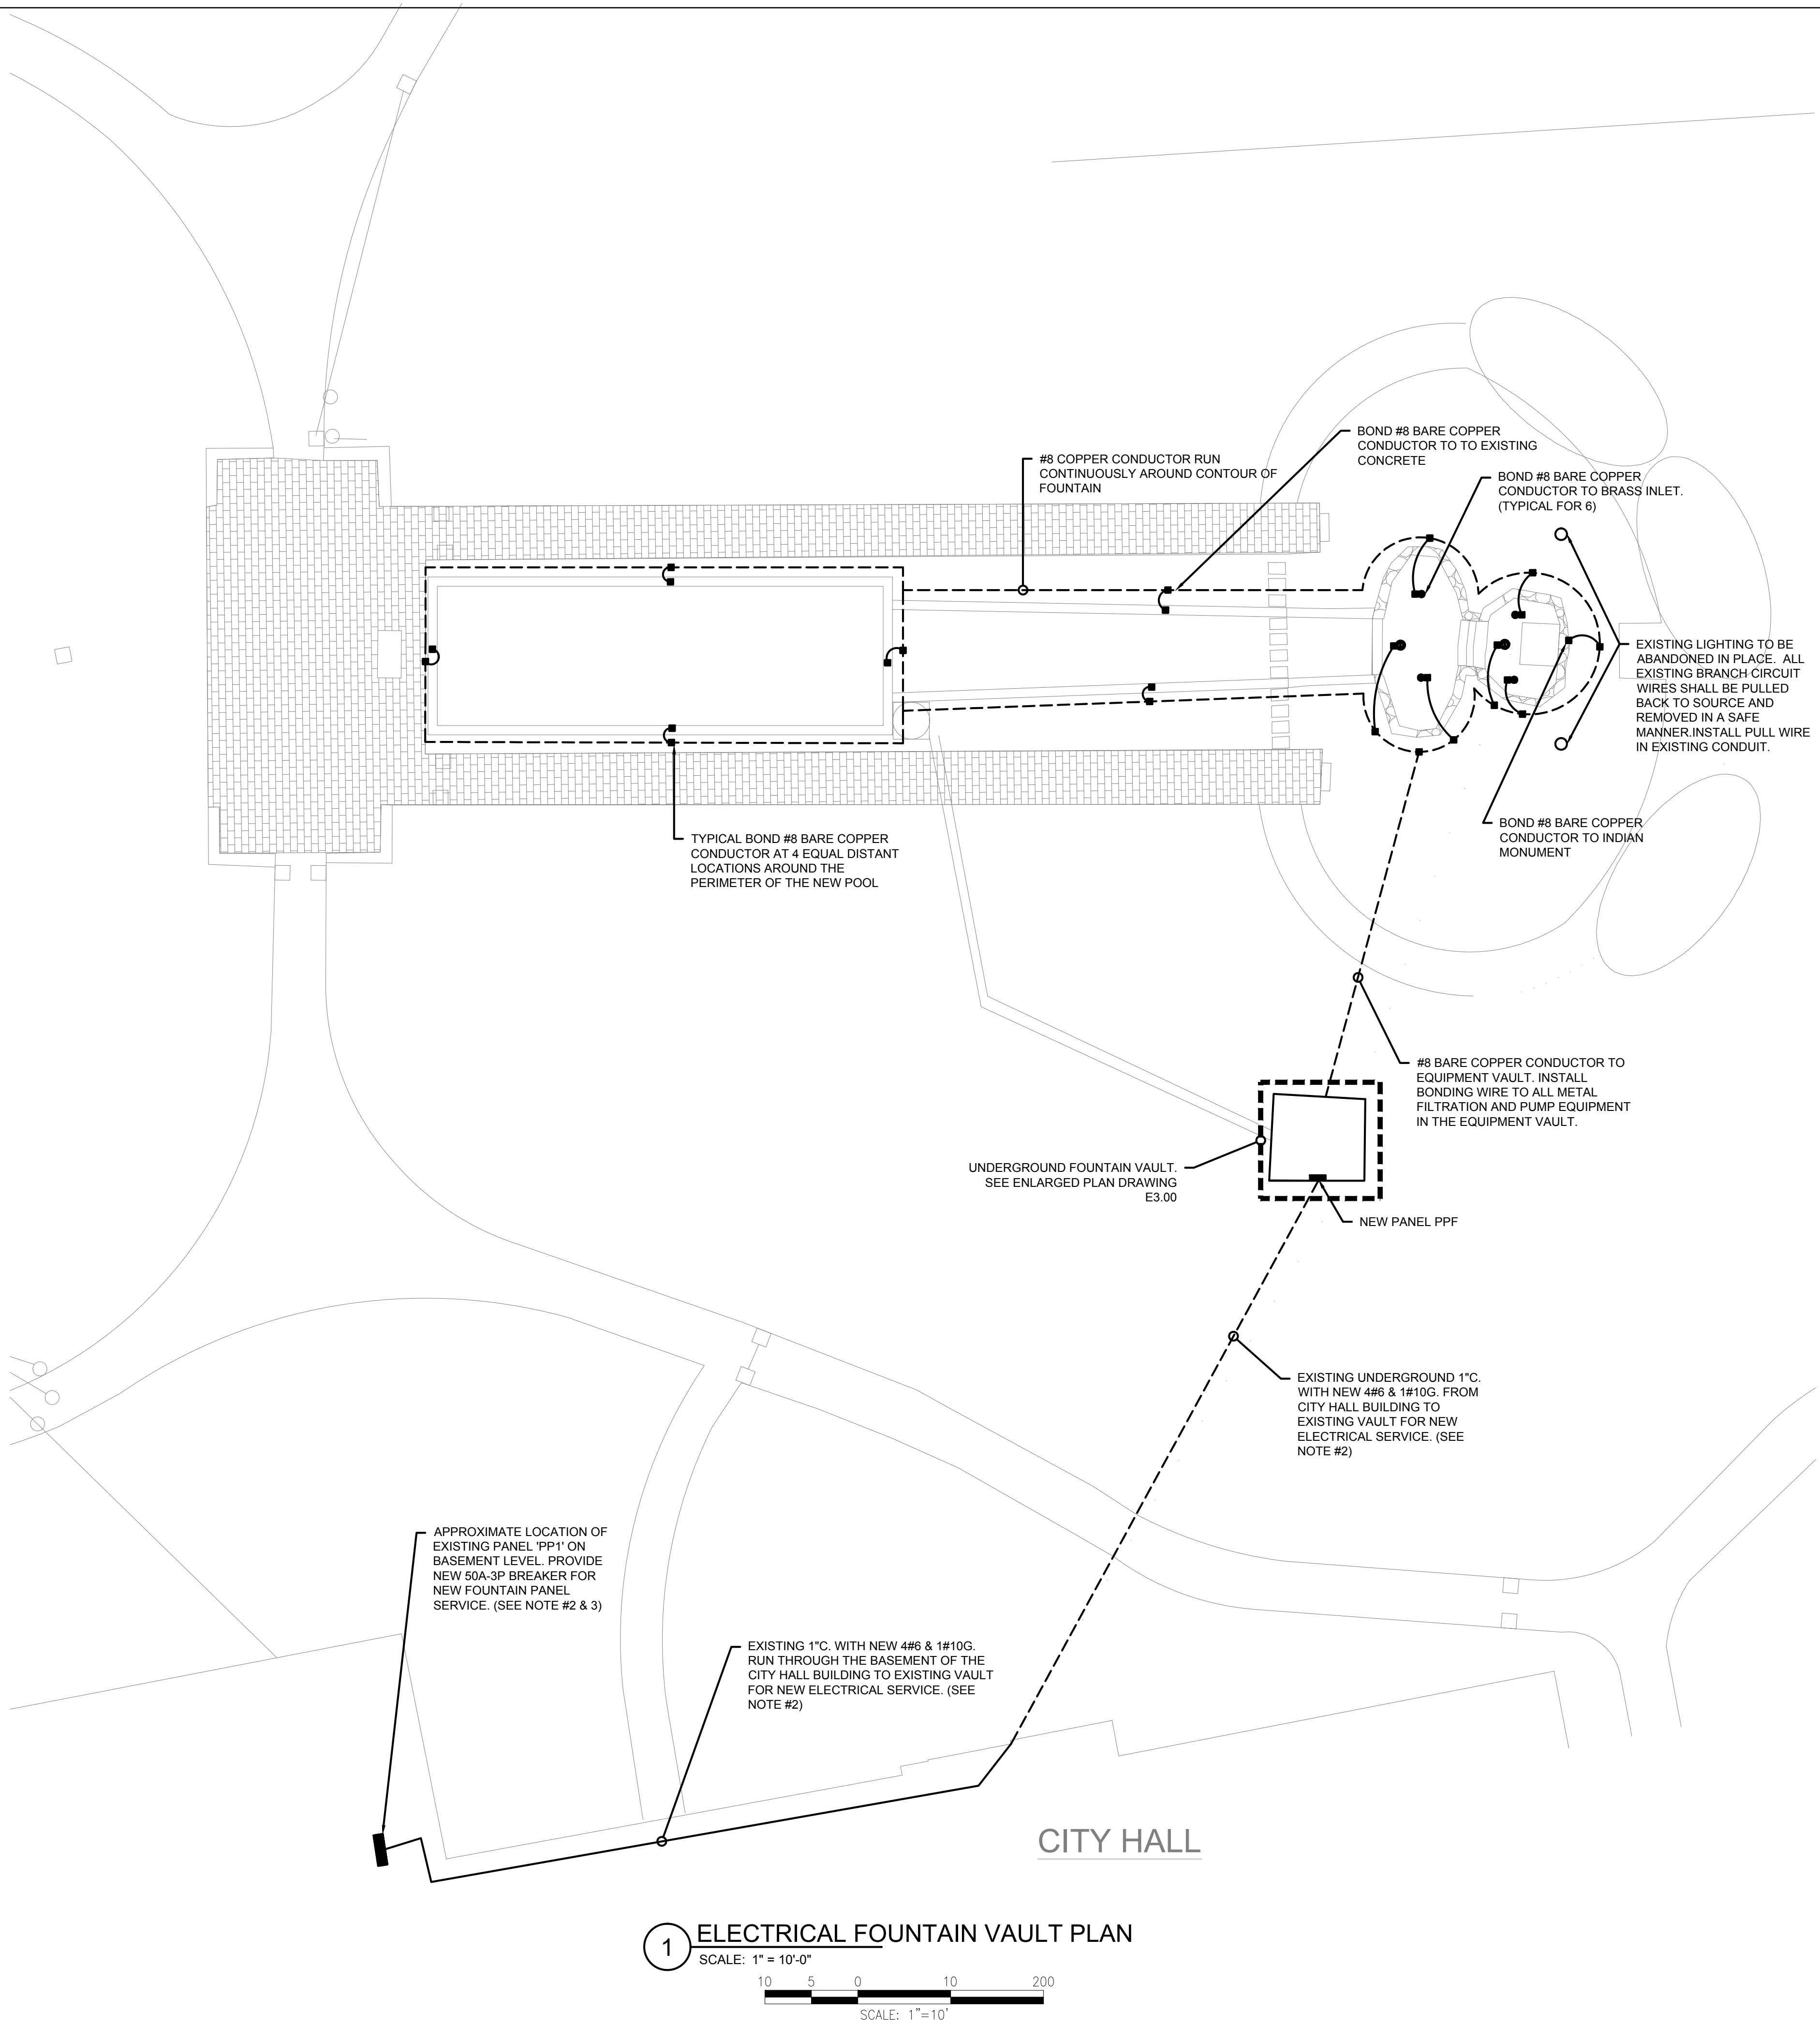 BOND #8 BARE COPPER
CONDUCTOR TO TO EXISTING
CONCRETE
#8 COPPER CONDUCTOR RUN
CONTINUOUSLY AROUND CONTOUR OF
FOUNTAIN
BOND #8 BARE COPPER
CONDUCTOR TO BRASS INLET.
(TYPICAL FOR 6)
EXISTING LIGHTING TO BE
ABANDONED IN PLACE. ALL
EXISTING BRANCH CIRCUIT
WIRES SHALL BE PULLED
BACK TO SOURCE AND
REMOVED IN A SAFE
MANNER.INSTALL PULL WIRE
IN EXISTING CONDUIT.
BOND #8 BARE COPPER
CONDUCTOR TO INDIAN
MONUMENT
TYPICAL BOND #8 BARE COPPER
CONDUCTOR AT 4 EQUAL DISTANT
LOCATIONS AROUND THE
PERIMETER OF THE NEW POOL
#8 BARE COPPER CONDUCTOR TO
EQUIPMENT VAULT. INSTALL
BONDING WIRE TO ALL METAL
FILTRATION AND PUMP EQUIPMENT
IN THE EQUIPMENT VAULT.
UNDERGROUND FOUNTAIN VAULT.
SEE ENLARGED PLAN DRAWING
E3.00
NEW PANEL PPF
EXISTING UNDERGROUND 1"C.
WITH NEW 4#6 & 1#10G. FROM
CITY HALL BUILDING TO
EXISTING VAULT FOR NEW
ELECTRICAL SERVICE. (SEE
NOTE #2)
APPROXIMATE LOCATION OF
EXISTING PANEL 'PP1' ON
BASEMENT LEVEL. PROVIDE
NEW 50A-3P BREAKER FOR
NEW FOUNTAIN PANEL
SERVICE. (SEE NOTE #2 & 3)
EXISTING 1"C. WITH NEW 4#6 & 1#10G.
RUN THROUGH THE BASEMENT OF THE
CITY HALL BUILDING TO EXISTING VAULT
FOR NEW ELECTRICAL SERVICE. (SEE
NOTE #2)
CITY HALL
1 ELECTRICAL FOUNTAIN VAULT PLAN
SCALE: 1" = 10'-0"
10 5 0 10 200
SCALE: 1"=10'